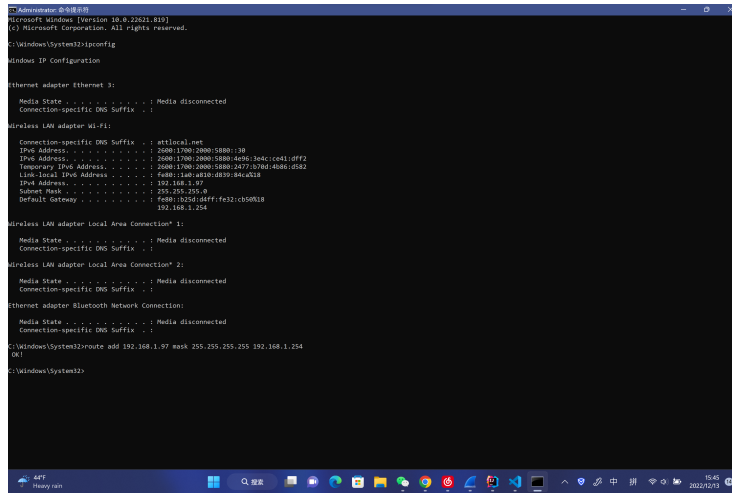 Administrator: 命令提示符
Microsoft Windows [Version 10.0.22621.819]
(c) Microsoft Corporation. All rights reserved.
C:\Windows\System32>ipconfig
Windows IP Configuration
Ethernet adapter Ethernet 3:
Media State . . . . . . . . . . . : Media disconnected
Connection-specific DNS Suffix  . :
Wireless LAN adapter Wi-Fi:
Connection-specific DNS Suffix  . : attlocal.net
IPv6 Address. . . . . . . . . . . : 2600:1700:2000:5880::30
IPv6 Address. . . . . . . . . . . : 2600:1700:2000:5880:4e96:3e4c:ce41:dff2
Temporary IPv6 Address. . . . . . : 2600:1700:2000:5880:2477:b70d:4b86:d582
Link-local IPv6 Address . . . . . : fe80::1a0:a810:d839:84ca%18
IPv4 Address. . . . . . . . . . . : 192.168.1.97
Subnet Mask . . . . . . . . . . . : 255.255.255.0
Default Gateway . . . . . . . . . : fe80::b25d:d4ff:fe32:cb50%18
192.168.1.254
Wireless LAN adapter Local Area Connection* 1:
Media State . . . . . . . . . . . : Media disconnected
Connection-specific DNS Suffix  . :
Wireless LAN adapter Local Area Connection* 2:
Media State . . . . . . . . . . . : Media disconnected
Connection-specific DNS Suffix  . :
Ethernet adapter Bluetooth Network Connection:
Media State . . . . . . . . . . . : Media disconnected
Connection-specific DNS Suffix  . :
C:\Windows\System32>route add 192.168.1.97 mask 255.255.255.255 192.168.1.254
OK!
C:\Windows\System32>
44°F
Heavy rain
搜索
中
拼
15:45
2022/12/13